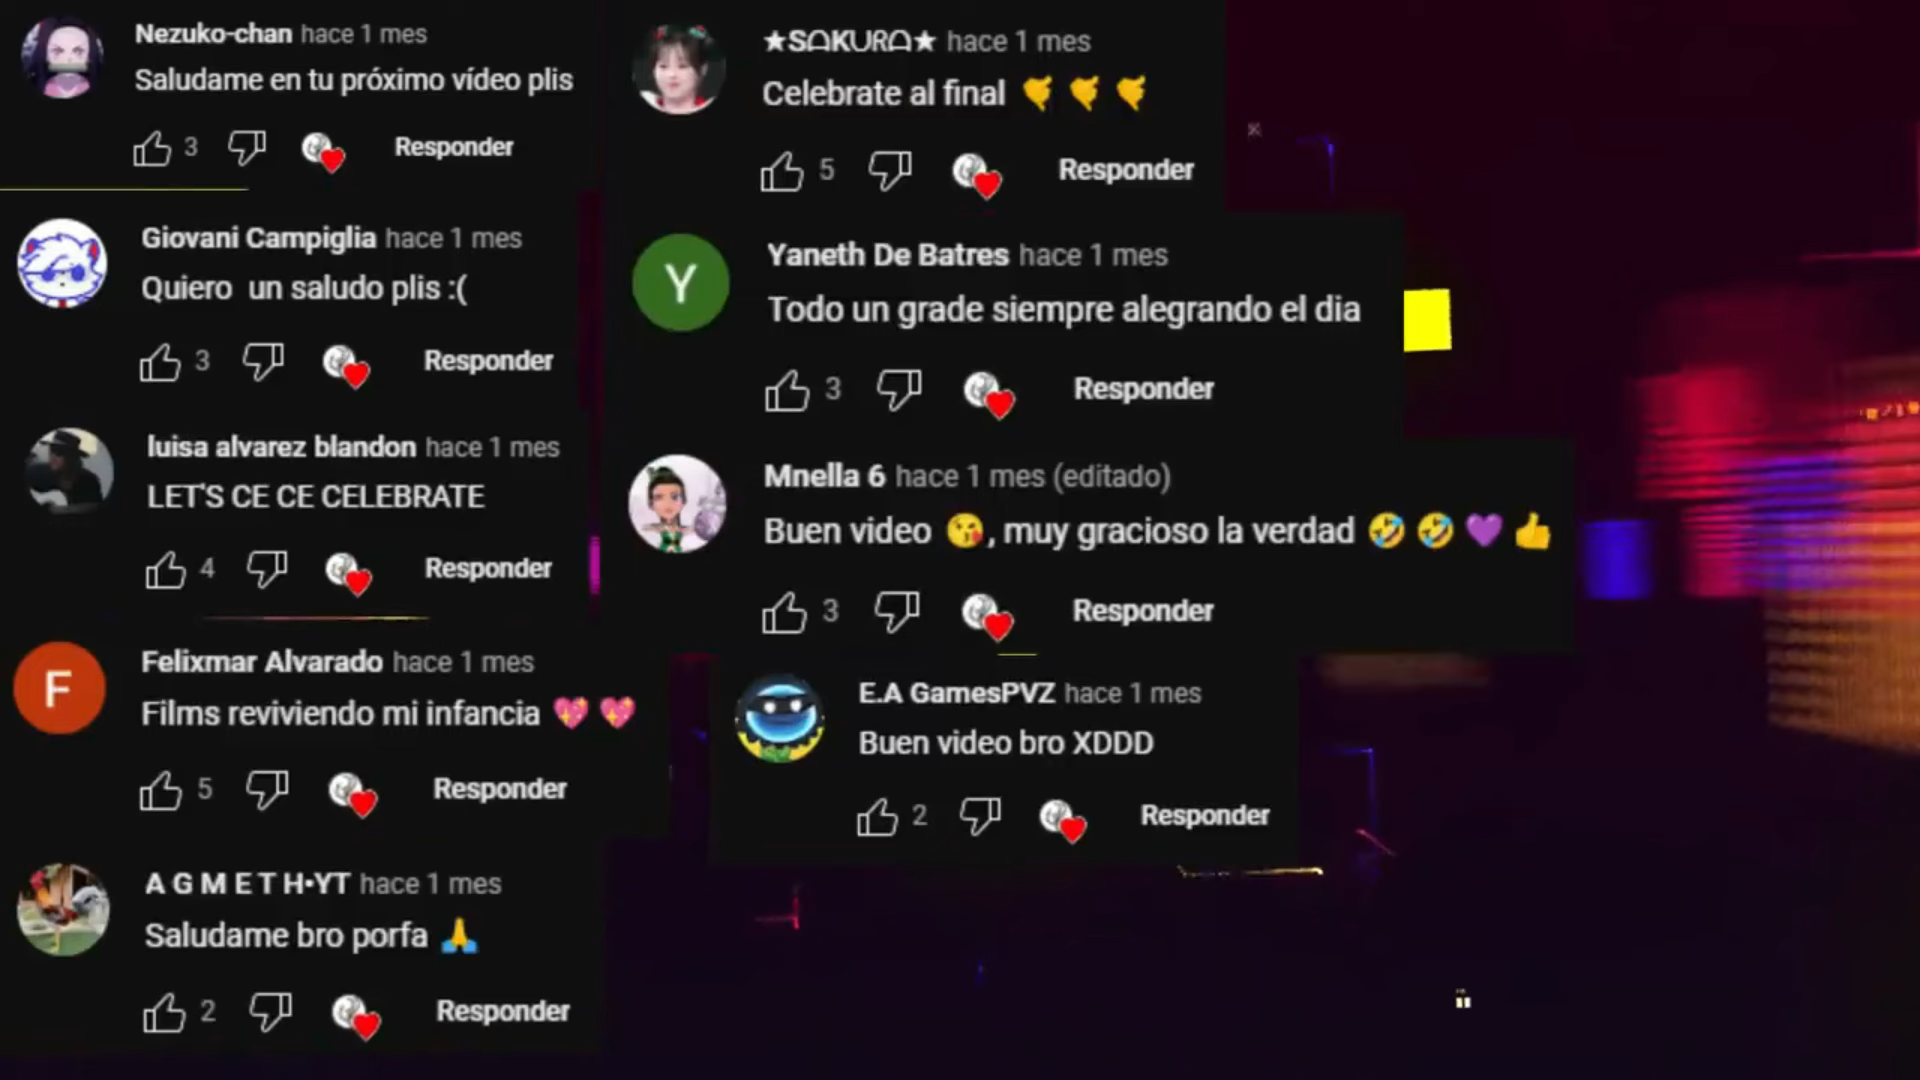 Nezuko-chan hace 1 mes
Saludame en tu próximo vídeo plis
3 Responder
Giovani Campiglia hace 1 mes
Quiero un saludo plis :(
3 Responder
luisa alvarez blandon hace 1 mes
LET'S CE CE CELEBRATE
4 Responder
Felixmar Alvarado hace 1 mes
Films reviviendo mi infancia 💖 💖
5 Responder
A G M E T H•YT hace 1 mes
Saludame bro porfa 🙏
2 Responder
★SᗩKᑌRᗩ★ hace 1 mes
Celebrate al final 🤙 🤙 🤙
5 Responder
Y
Yaneth De Batres hace 1 mes
Todo un grade siempre alegrando el dia
3 Responder
Mnella 6 hace 1 mes (editado)
Buen video 😘, muy gracioso la verdad 🤣 🤣 💜 👍
3 Responder
E.A GamesPVZ hace 1 mes
Buen video bro XDDD
2 Responder
F